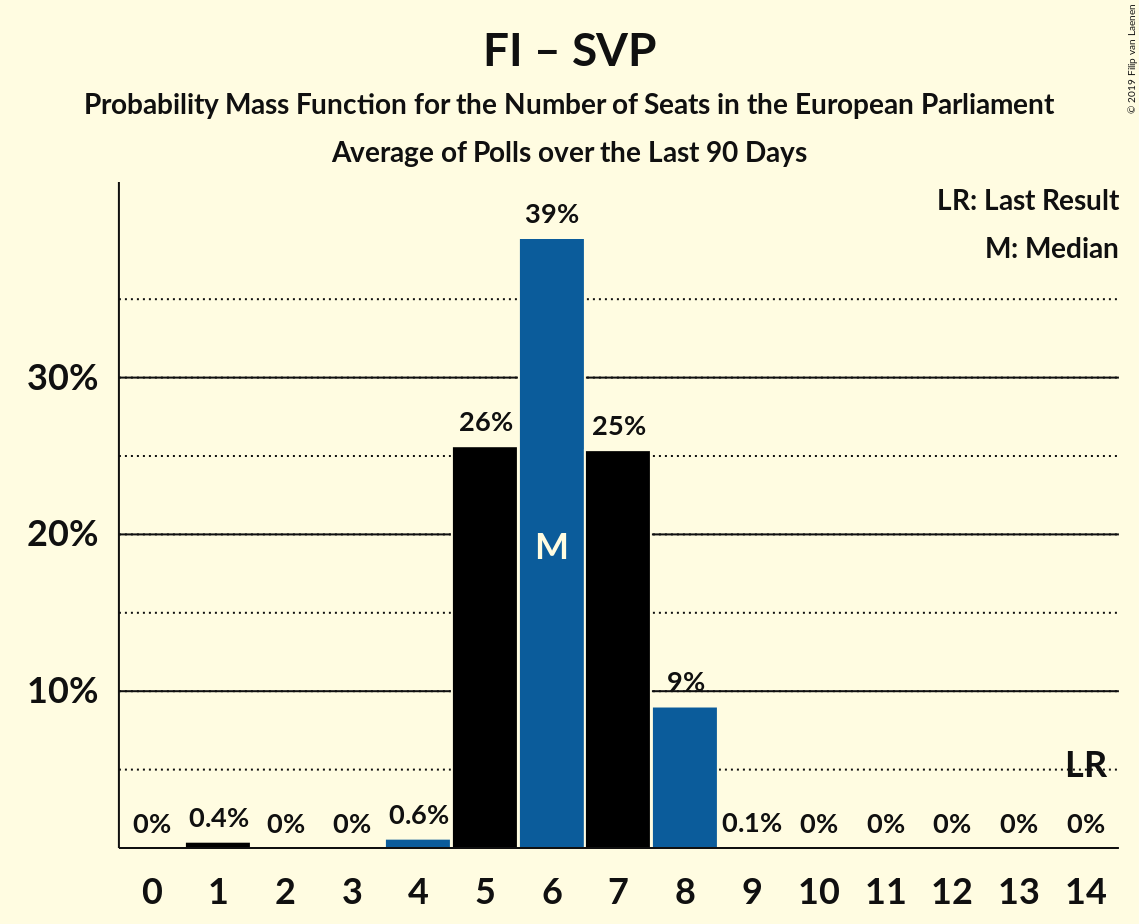 FI – SVP
Probability Mass Function for the Number of Seats in the European Parliament
Average of Polls over the Last 90 Days
© 2019 Filip van Laenen
LR: Last Result
M: Median
39%
30%
26%
25%
20%
M
10%
9%
LR
0%
0.4%
0%
0%
0.6%
0.1%
0%
0%
0%
0%
0%
0 1 2 3 4 5 6 7 8 9 10 11 12 13 14